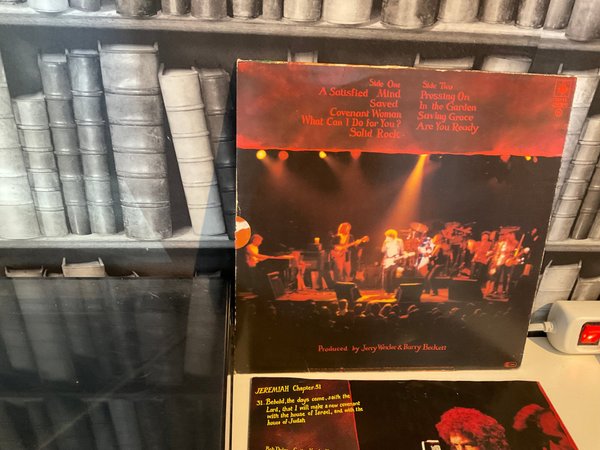 Side One
A Satisfied Mind
Saved
Covenant Woman
What Can I Do for You?
Solid Rock
Side Two
Pressing On
In the Garden
Saving Grace
Are You Ready
Produced by Jerry Wexler & Barry Beckett
JEREMIAH Chapter 31
31. Behold, the days come, saith the
Lord, that I will make a new covenant
with the house of Israel, and with the
house of Judah